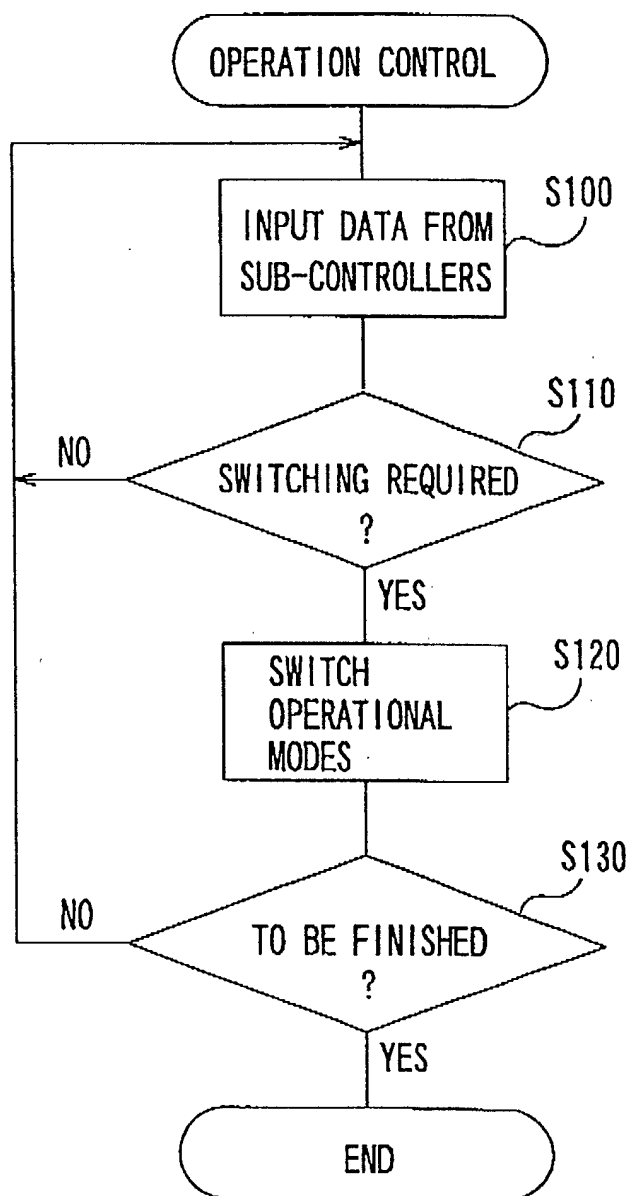 OPERATION CONTROL
S100
INPUT DATA FROM
SUB-CONTROLLERS
S110
NO
SWITCHING REQUIRED
?
YES
S120
SWITCH
OPERATIONAL
MODES
S130
NO
TO BE FINISHED
?
YES
END